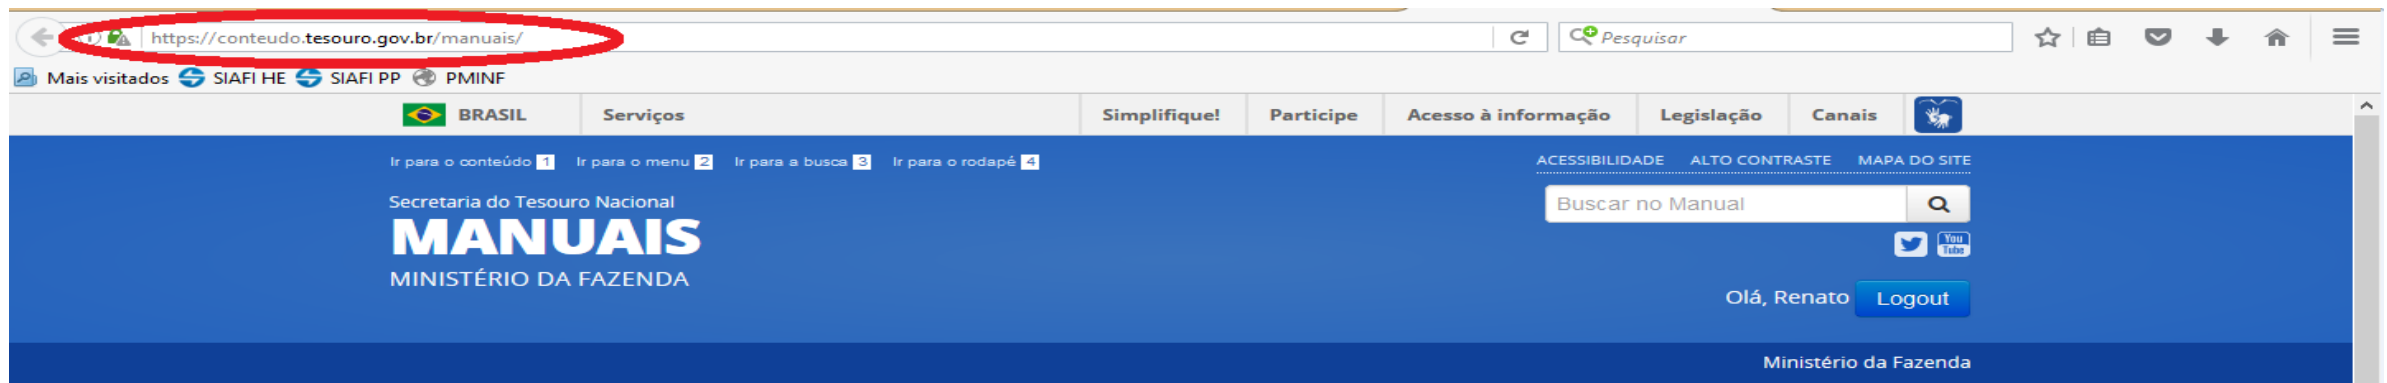 https://conteudo.tesouro.gov.br/manuais/ Pesquisar
Mais visitados SIAFI HE SIAFI PP PMINF
BRASIL Serviços Simplifique! Participe Acesso à informação Legislação Canais
Ir para o conteúdo 1 Ir para o menu 2 Ir para a busca 3 Ir para o rodapé 4 ACESSIBILIDADE ALTO CONTRASTE MAPA DO SITE
Secretaria do Tesouro Nacional
Buscar no Manual
MANUAIS
You Tube
MINISTÉRIO DA FAZENDA
Olá, Renato Logout
Ministério da Fazenda